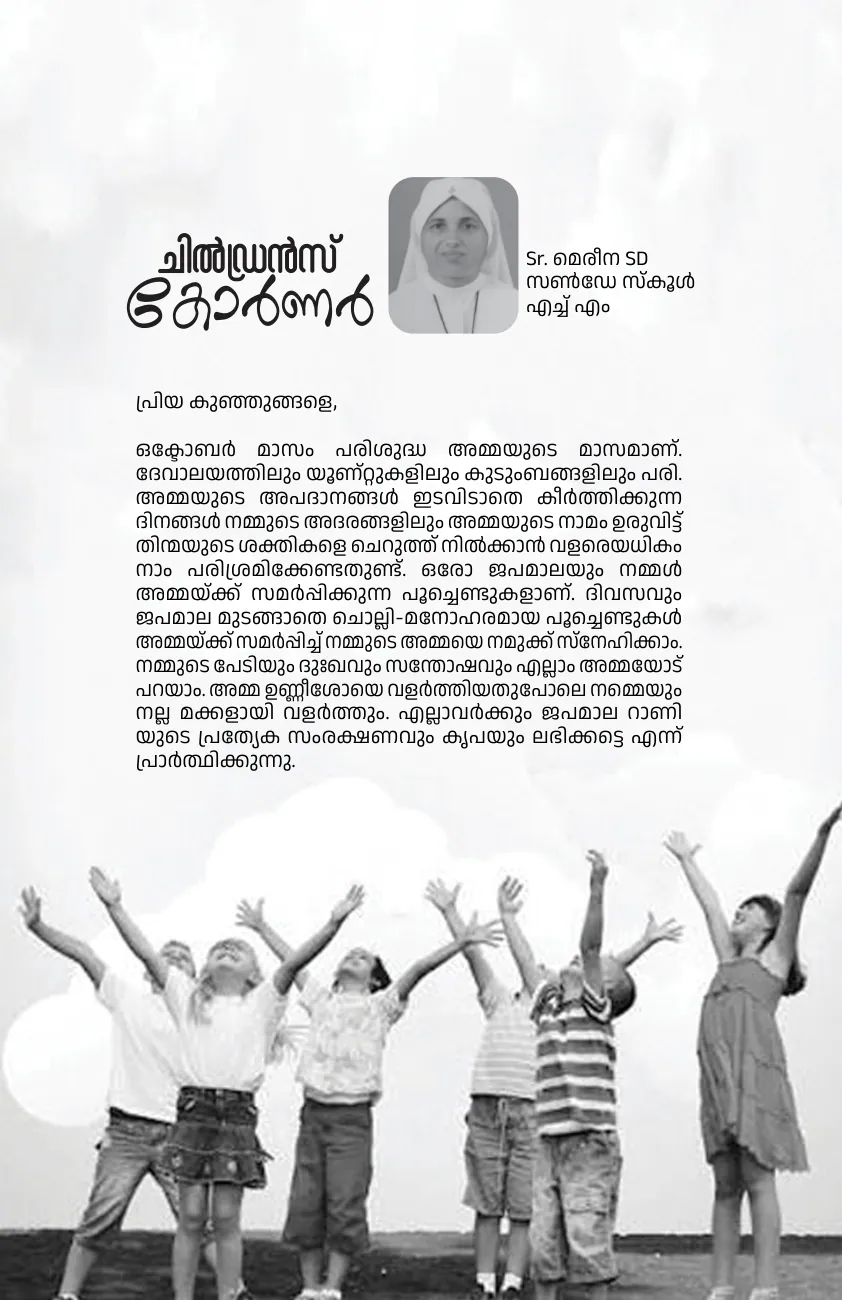 ചിൽഡ്രൻസ്
കോർണർ
Sr. മെരീന SD
സൺഡേ സ്കൂൾ
എച്ച് എം
പ്രിയ കുഞ്ഞുങ്ങളെ,
ഒക്ടോബർ മാസം പരിശുദ്ധ അമ്മയുടെ മാസമാണ്.
ദേവാലയത്തിലും യൂണ്റ്റുകളിലും കുടുംബങ്ങളിലും പരി.
അമ്മയുടെ അപദാനങ്ങൾ ഇടവിടാതെ കീർത്തിക്കുന്ന
ദിനങ്ങൾ നമ്മുടെ അദരങ്ങളിലും അമ്മയുടെ നാമം ഉരുവിട്ട്
തിന്മയുടെ ശക്തികളെ ചെറുത്ത് നിൽക്കാൻ വളരെയധികം
നാം പരിശ്രമിക്കേണ്ടതുണ്ട്. ഒരോ ജപമാലയും നമ്മൾ
അമ്മയ്ക്ക് സമർപ്പിക്കുന്ന പൂച്ചെണ്ടുകളാണ്. ദിവസവും
ജപമാല മുടങ്ങാതെ ചൊല്ലി-മനോഹരമായ പൂച്ചെണ്ടുകൾ
അമ്മയ്ക്ക് സമർപ്പിച്ച് നമ്മുടെ അമ്മയെ നമുക്ക് സ്നേഹിക്കാം.
നമ്മുടെ പേടിയും ദുഃഖവും സന്തോഷവും എല്ലാം അമ്മയോട്
പറയാം. അമ്മ ഉണ്ണീശോയെ വളർത്തിയതുപോലെ നമ്മെയും
നല്ല മക്കളായി വളർത്തും. എല്ലാവർക്കും ജപമാല റാണി
യുടെ പ്രത്യേക സംരക്ഷണവും കൃപയും ലഭിക്കട്ടെ എന്ന്
പ്രാർത്ഥിക്കുന്നു.